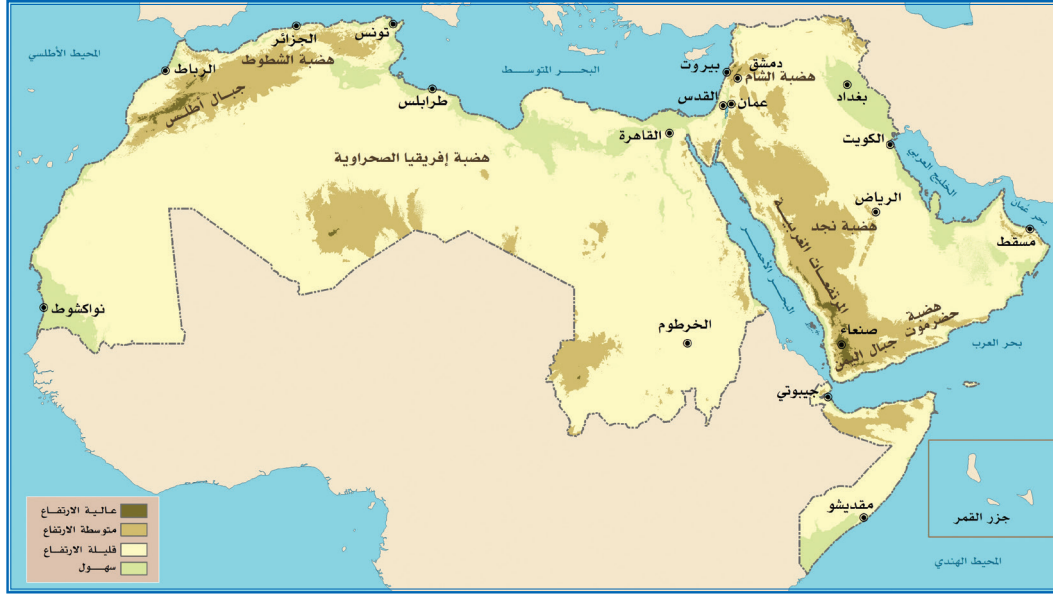 المحيط الأطلسي
البحر المتوسط
تونس
الجزائر
هضبة الشطوط
الرباط
جبال أطلس
طرابلس
القاهرة
هضبة إفريقيا الصحراوية
نواكشوط
الخرطوم
بيروت
دمشق
هضبة الشام
القدس
عمان
بغداد
الكويت
الخليج العربي
الرياض
هضبة نجد
بحر عمان
مسقط
المرتفعات الغربية
البحر الأحمر
هضبة
حضرموت
صنعاء
جبال اليمن
بحر العرب
جيبوتي
مقديشو
جزر القمر
المحيط الهندي
عالية الارتفاع
متوسطة الارتفاع
قليلة الارتفاع
سهول